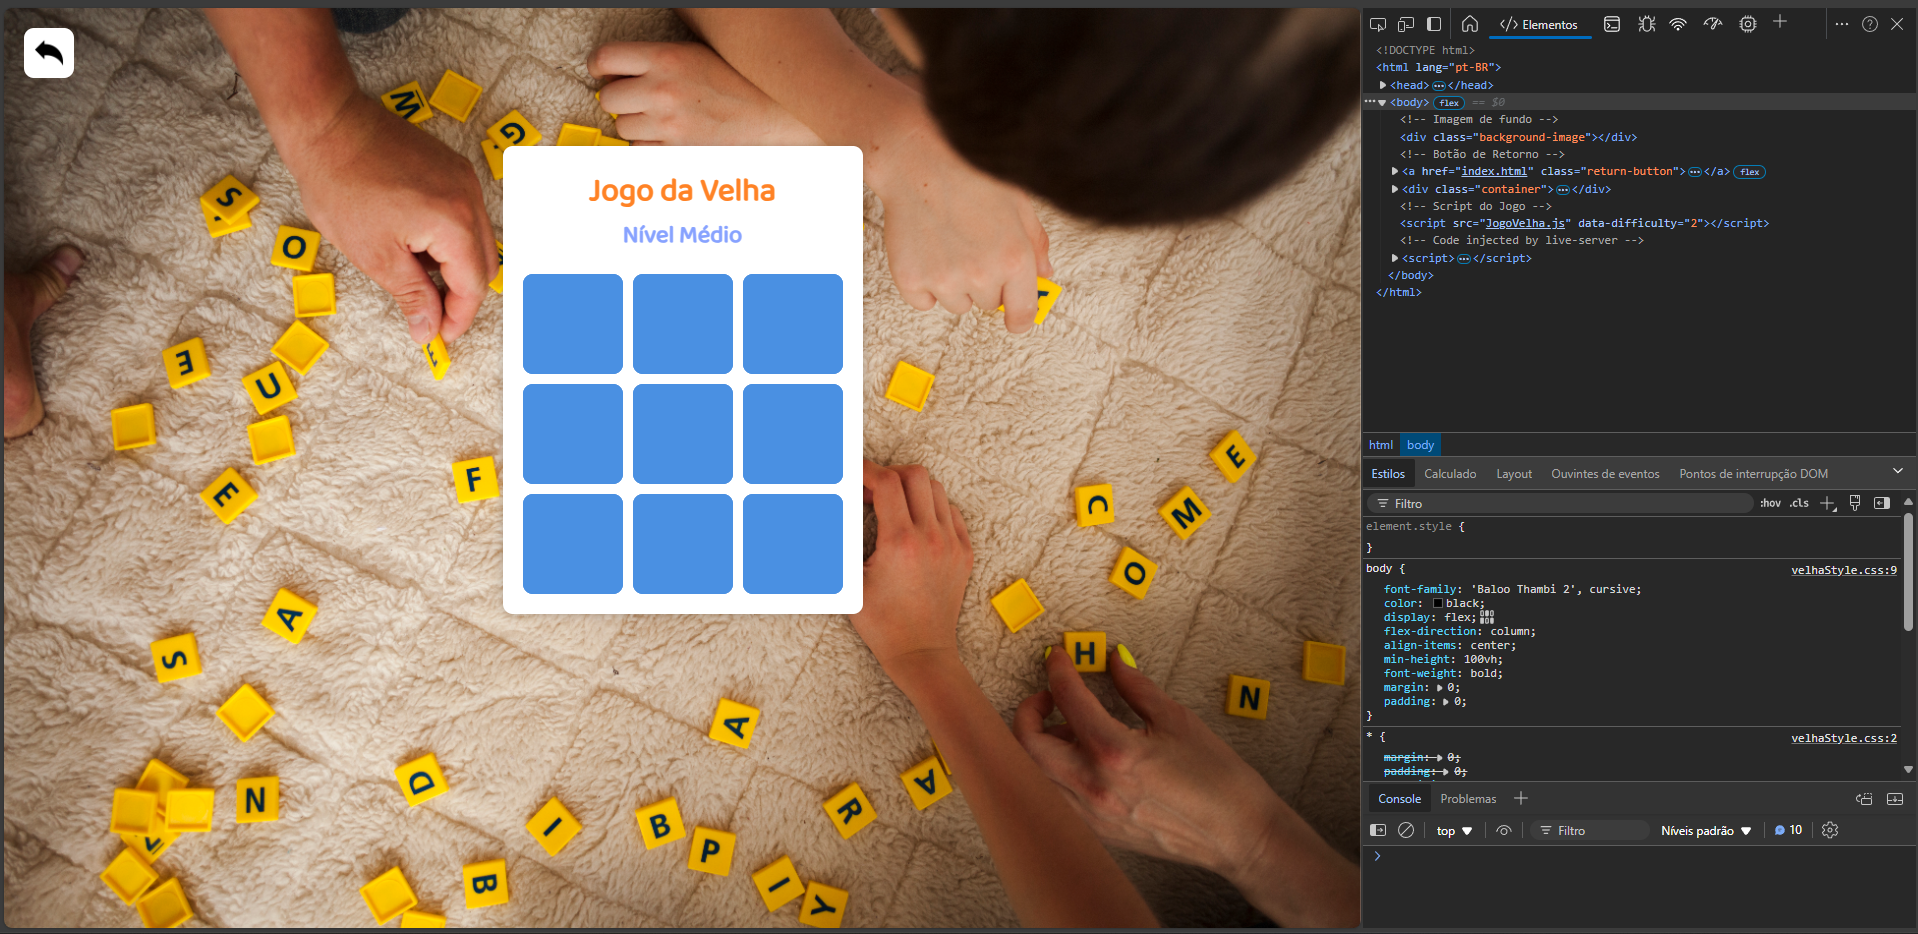 Jogo da Velha
Nível Médio
M
G
S
O
E
U
E
F
A
S
N
D
I
B
B
P
I
Y
R
A
A
C
M
E
O
H
N
Elementos
<!DOCTYPE html>
<html lang="pt-BR">
<head> </head>
<body> flex == $0
<!-- Imagem de fundo -->
<div class="background-image"></div>
<!-- Botão de Retorno -->
<a href="index.html" class="return-button"> </a> flex
<div class="container"> </div>
<!-- Script do Jogo -->
<script src="JogoVelha.js" data-difficulty="2"></script>
<!-- Code injected by live-server -->
<script> </script>
</body>
</html>
html body
Estilos Calculado Layout Ouvintes de eventos Pontos de interrupção DOM
Filtro :hov .cls
element.style {
}
body { velhaStyle.css:9
font-family: 'Baloo Thambi 2', cursive;
color: black;
display: flex;
flex-direction: column;
align-items: center;
min-height: 100vh;
font-weight: bold;
margin: 0;
padding: 0;
}
* { velhaStyle.css:2
margin: 0;
padding: 0;
Console Problemas
top Filtro Níveis padrão 10